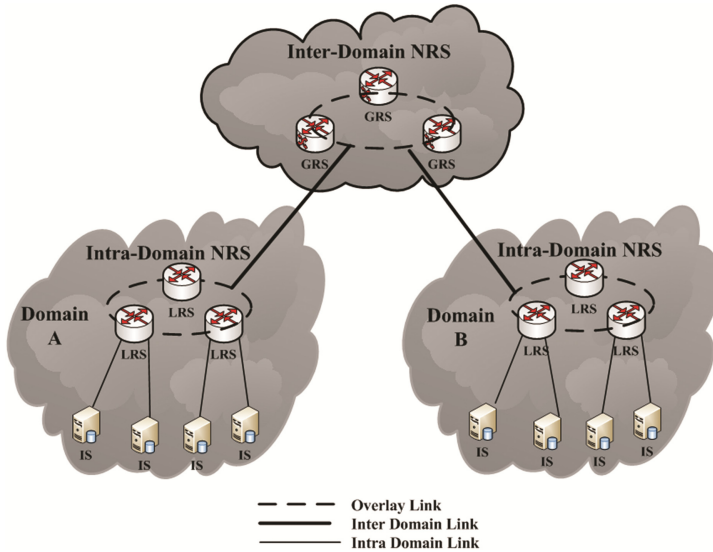 Inter-Domain NRS
GRS
GRS
GRS
Intra-Domain NRS
LRS
Domain
A
LRS
LRS
IS
IS
IS
IS
Intra-Domain NRS
LRS
Domain
B
LRS
LRS
IS
IS
IS
IS
Overlay Link
Inter Domain Link
Intra Domain Link